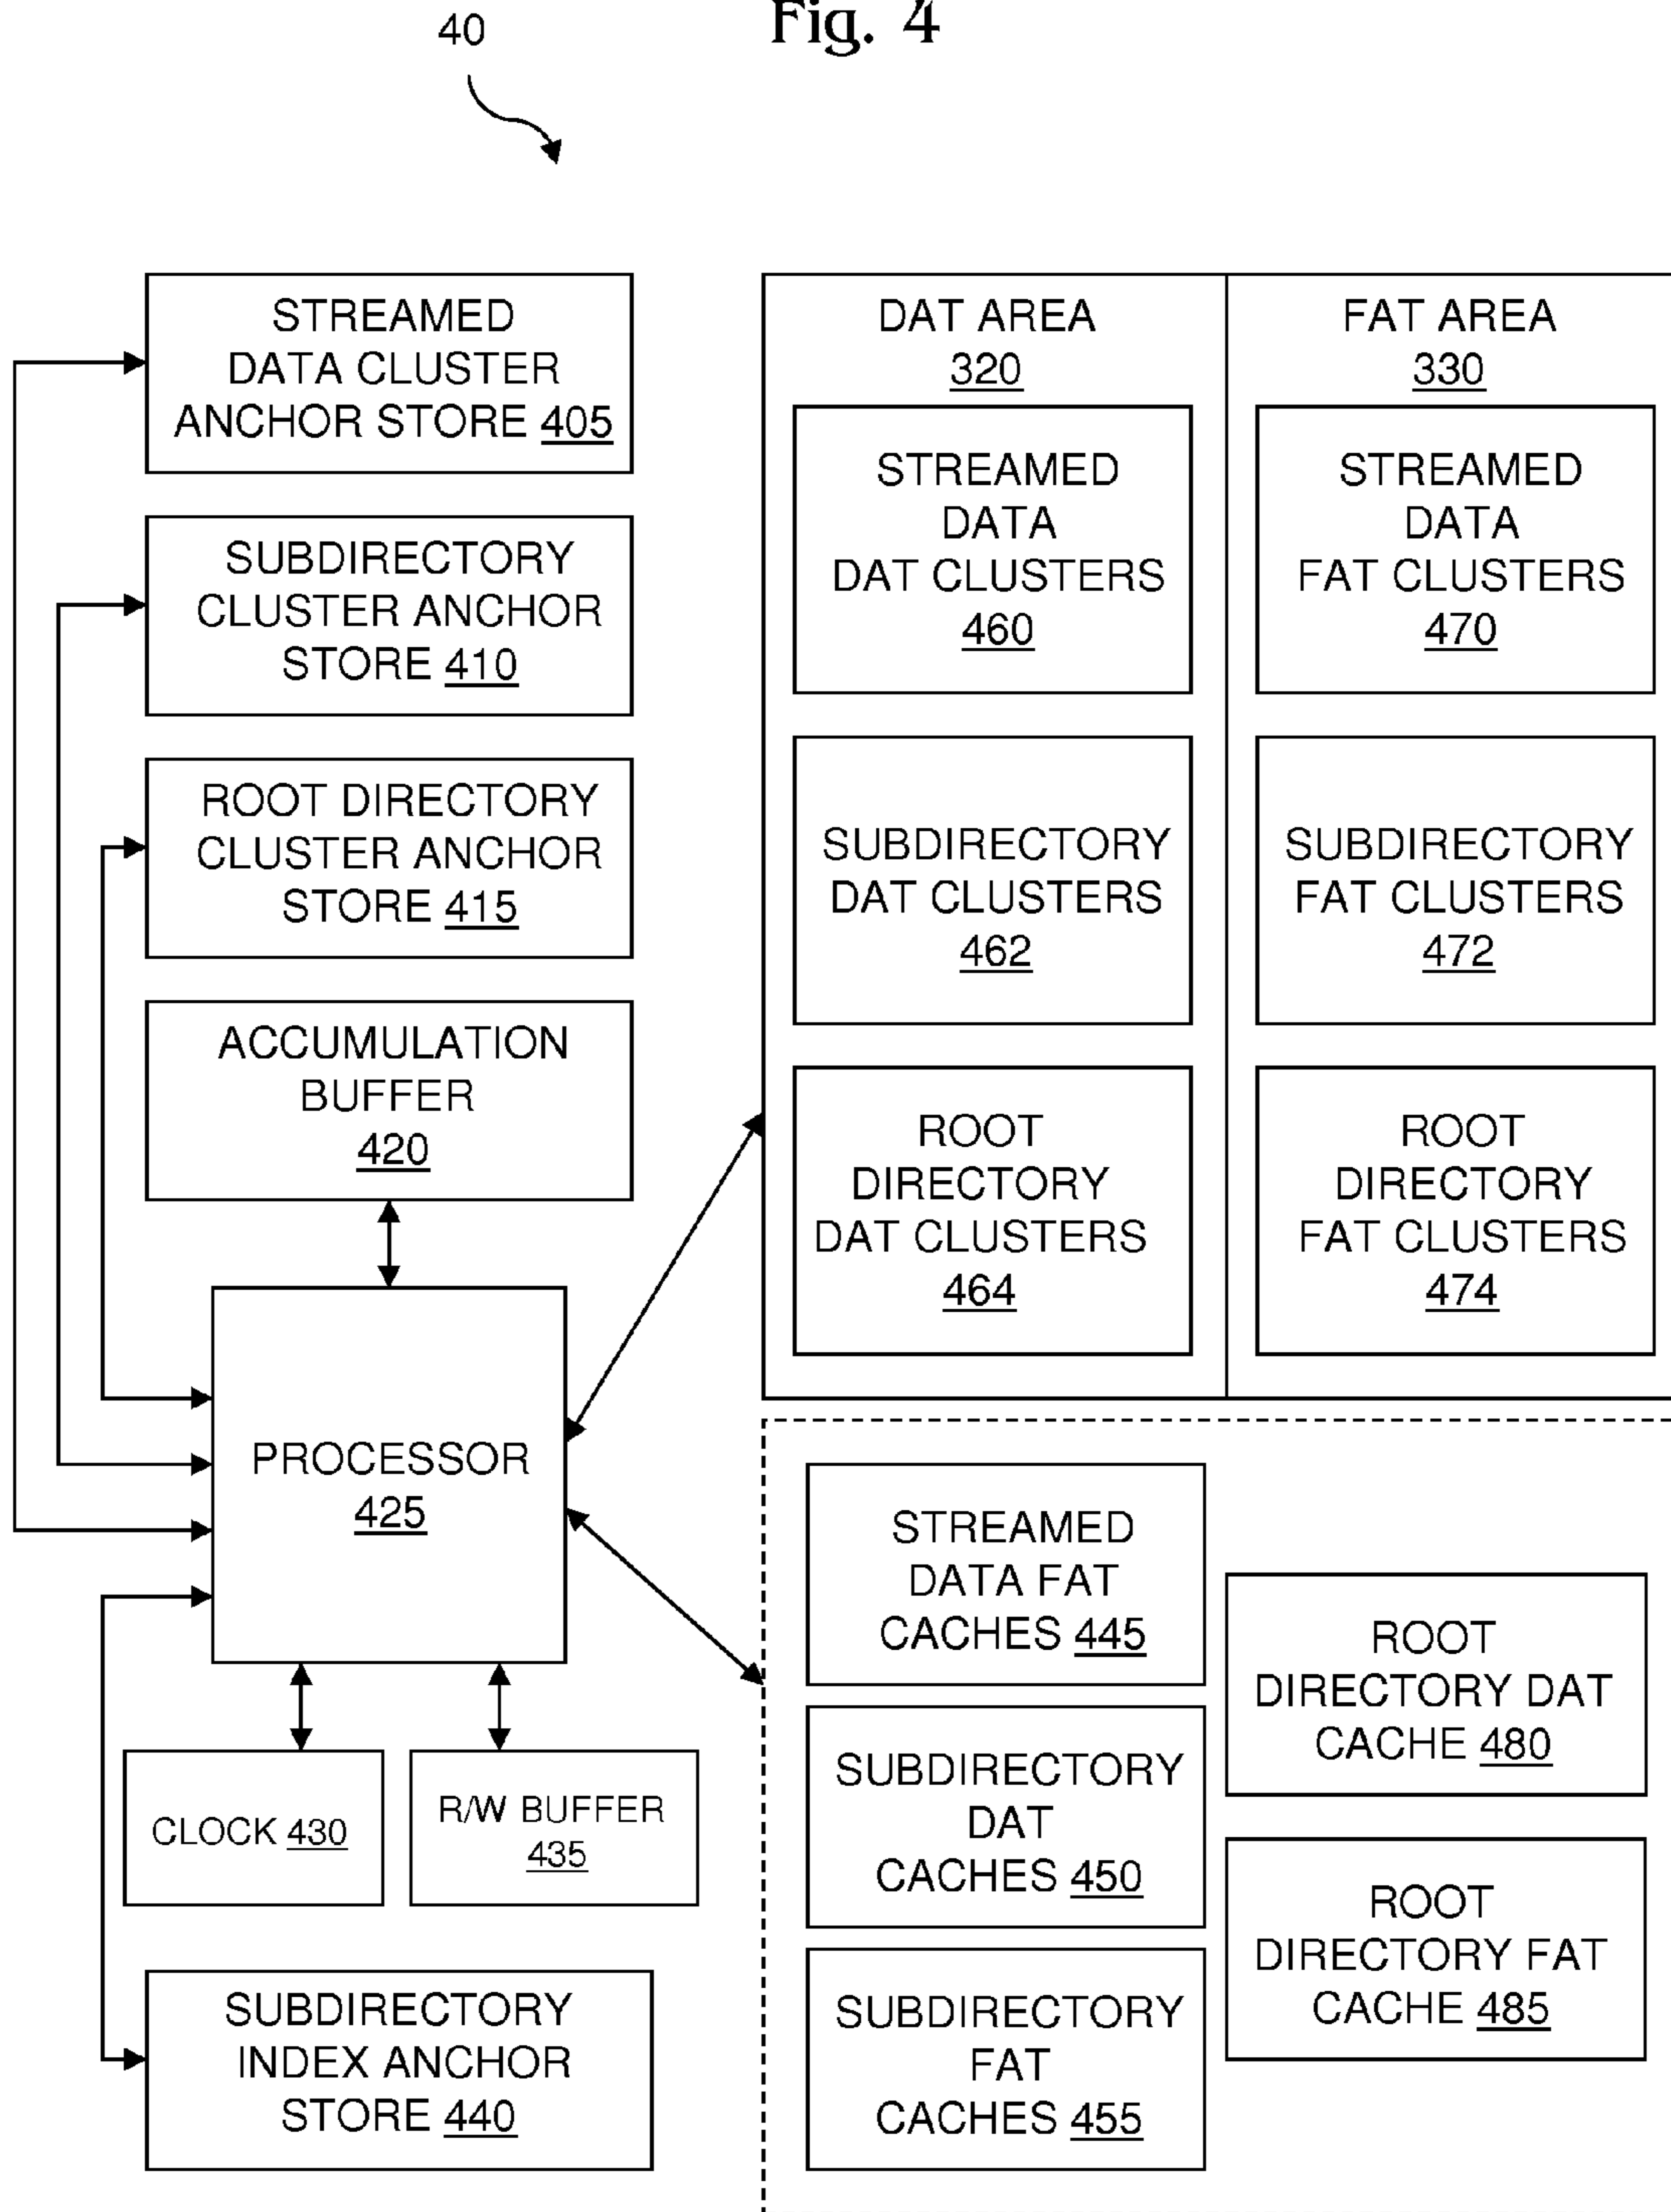 Fig. 4
40
STREAMED
DATA CLUSTER
ANCHOR STORE 405
SUBDIRECTORY
CLUSTER ANCHOR
STORE 410
ROOT DIRECTORY
CLUSTER ANCHOR
STORE 415
ACCUMULATION
BUFFER
420
PROCESSOR
425
CLOCK 430
R/W BUFFER
435
SUBDIRECTORY
INDEX ANCHOR
STORE 440
DAT AREA
320
STREAMED
DATA
DAT CLUSTERS
460
SUBDIRECTORY
DAT CLUSTERS
462
ROOT
DIRECTORY
DAT CLUSTERS
464
FAT AREA
330
STREAMED
DATA
FAT CLUSTERS
470
SUBDIRECTORY
FAT CLUSTERS
472
ROOT
DIRECTORY
FAT CLUSTERS
474
STREAMED
DATA FAT
CACHES 445
SUBDIRECTORY
DAT
CACHES 450
SUBDIRECTORY
FAT
CACHES 455
ROOT
DIRECTORY DAT
CACHE 480
ROOT
DIRECTORY FAT
CACHE 485